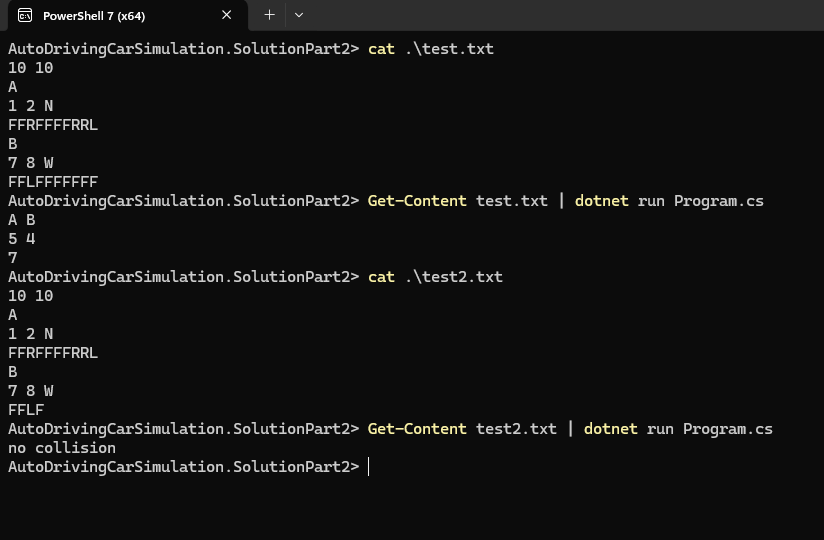 PowerShell 7 (x64)
AutoDrivingCarSimulation.SolutionPart2> cat .\test.txt
10 10
A
1 2 N
FFRFFFFRRL
B
7 8 W
FFLFFFFFFF
AutoDrivingCarSimulation.SolutionPart2> Get-Content test.txt | dotnet run Program.cs
A B
5 4
7
AutoDrivingCarSimulation.SolutionPart2> cat .\test2.txt
10 10
A
1 2 N
FFRFFFFRRL
B
7 8 W
FFLF
AutoDrivingCarSimulation.SolutionPart2> Get-Content test2.txt | dotnet run Program.cs
no collision
AutoDrivingCarSimulation.SolutionPart2>